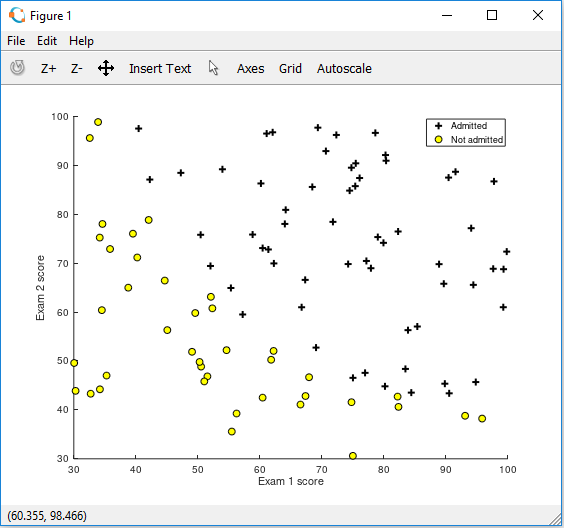 Figure 1
File Edit Help
Z+ Z- Insert Text Axes Grid Autoscale
Admitted
Not admitted
100
90
80
70
60
50
40
30
Exam 2 score
30 40 50 60 70 80 90 100
Exam 1 score
(60.355, 98.466)